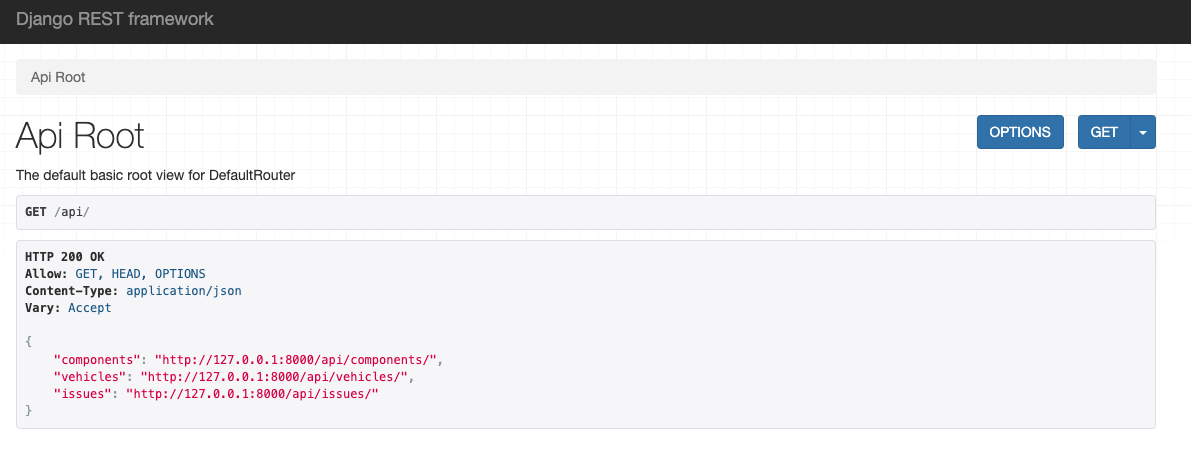 Django REST framework
Api Root
Api Root
OPTIONS
GET
The default basic root view for DefaultRouter
GET /api/
HTTP 200 OK
Allow: GET, HEAD, OPTIONS
Content-Type: application/json
Vary: Accept
{
    "components": "http://127.0.0.1:8000/api/components/",
    "vehicles": "http://127.0.0.1:8000/api/vehicles/",
    "issues": "http://127.0.0.1:8000/api/issues/"
}